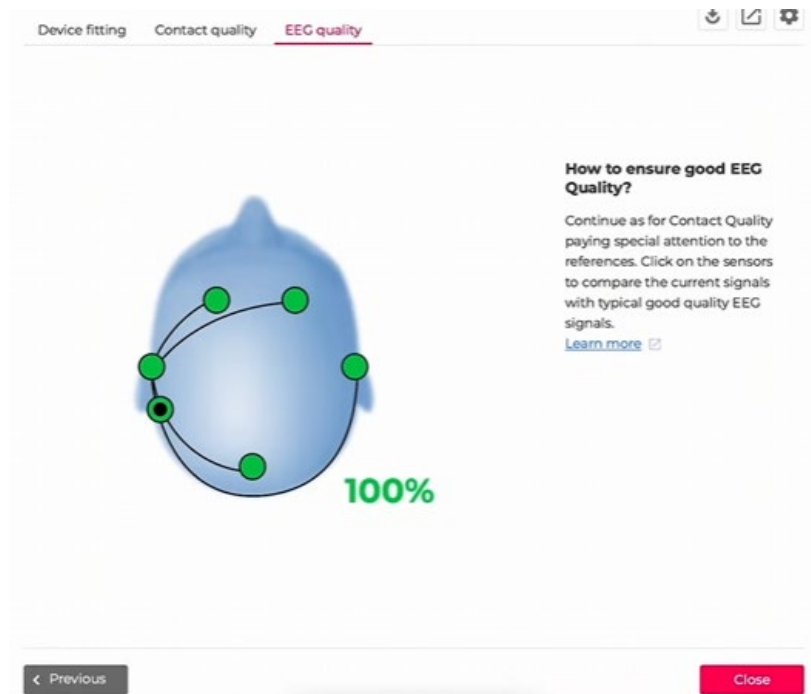 Device fitting Contact quality EEG quality
How to ensure good EEG
Quality?
Continue as for Contact Quality
paying special attention to the
references. Click on the sensors
to compare the current signals
with typical good quality EEG
signals.
Learn more
100%
Previous Close